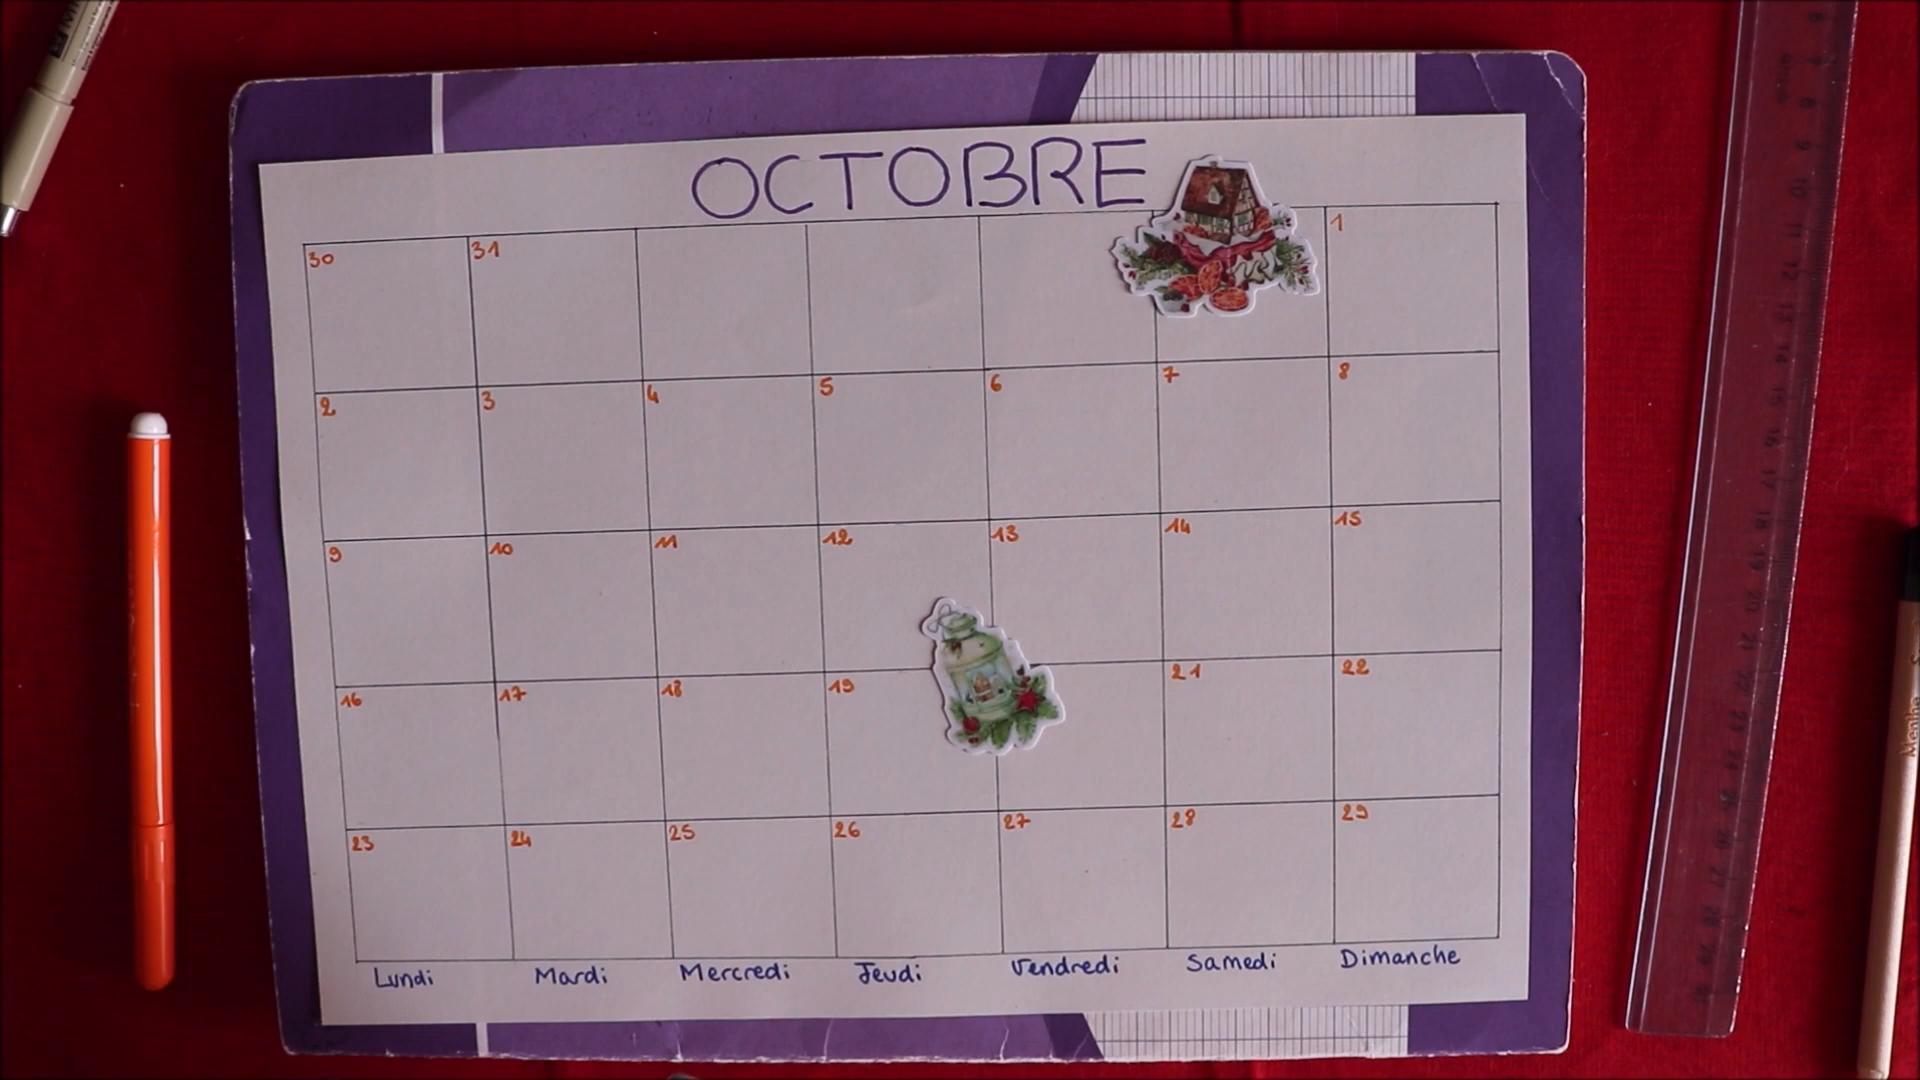 OCTOBRE
30 31 1
2 3 4 5 6 7 8
9 10 11 12 13 14 15
16 17 18 19 21 22
23 24 25 26 27 28 29
Lundi Mardi Mercredi Jeudi Vendredi Samedi Dimanche
Menthe